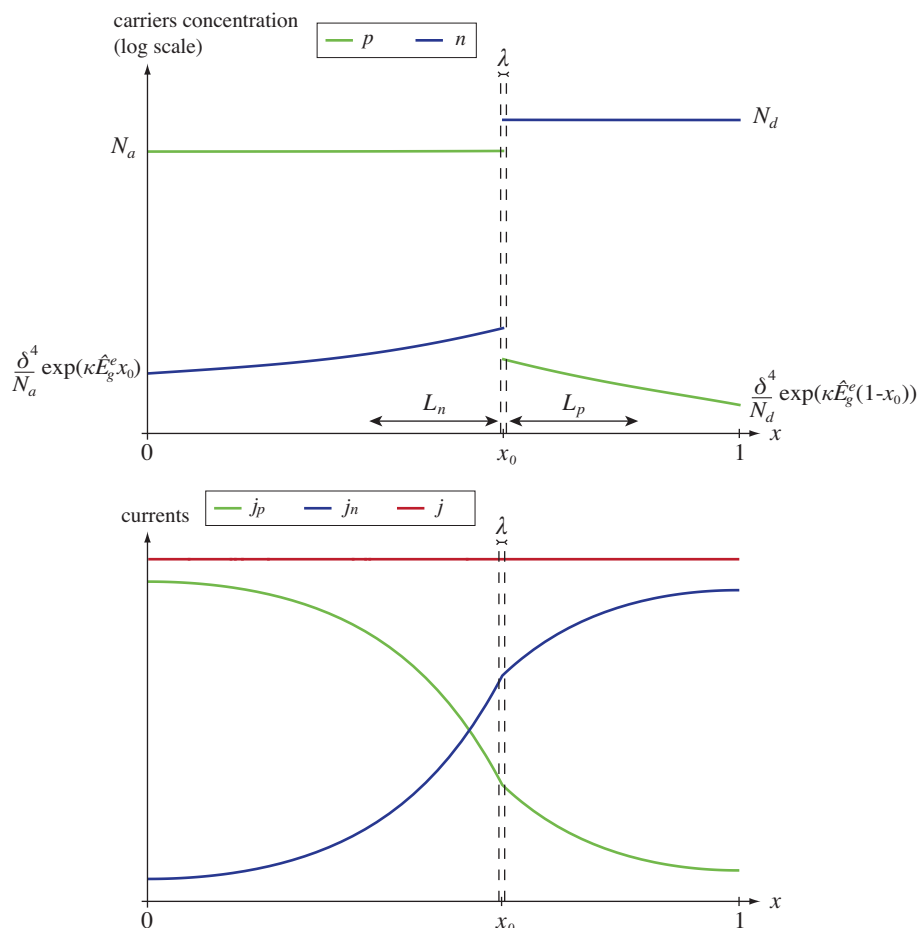 carriers concentration
(log scale)
p n
λ
N_a
N_d
δ^4/N_a exp(κÊ_g^e x_0)
δ^4/N_d exp(κÊ_g^e(1-x_0))
L_n L_p
0 x_0 1 x
currents
j_p j_n j
λ
0 x_0 1 x